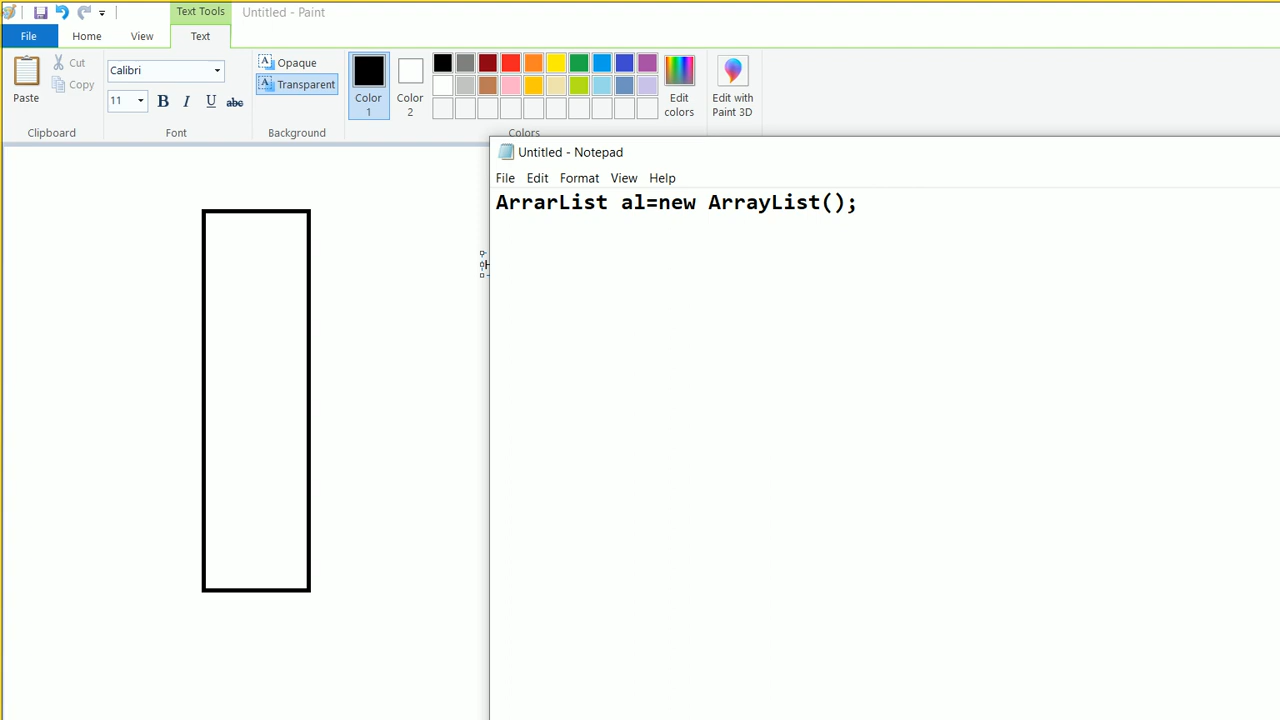 Text Tools
Untitled - Paint
File
Home
View
Text
Paste
Cut
Copy
Clipboard
Calibri
11
B
I
U
abc
Font
A Opaque
A Transparent
Background
Color
1
Color
2
Edit
colors
Colors
Edit with
Paint 3D
Untitled - Notepad
File
Edit
Format
View
Help
ArrarList al=new ArrayList();